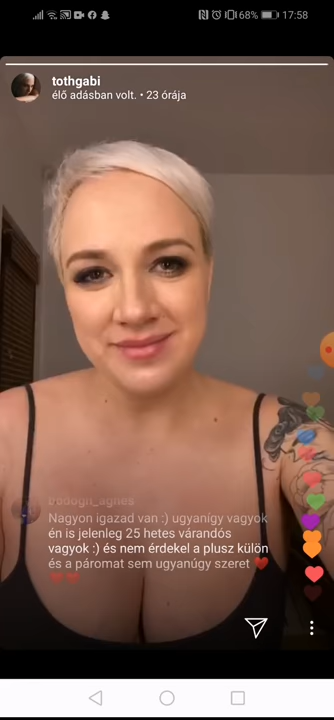 68% 17:58
tothgabi
élő adásban volt. • 23 órája
Nagyon igazad van :) ugyanígy vagyok
én is jelenleg 25 hetes várandós
vagyok :) és nem érdekel a plusz külön
és a páromat sem ugyanúgy szeret ❤️
❤️❤️